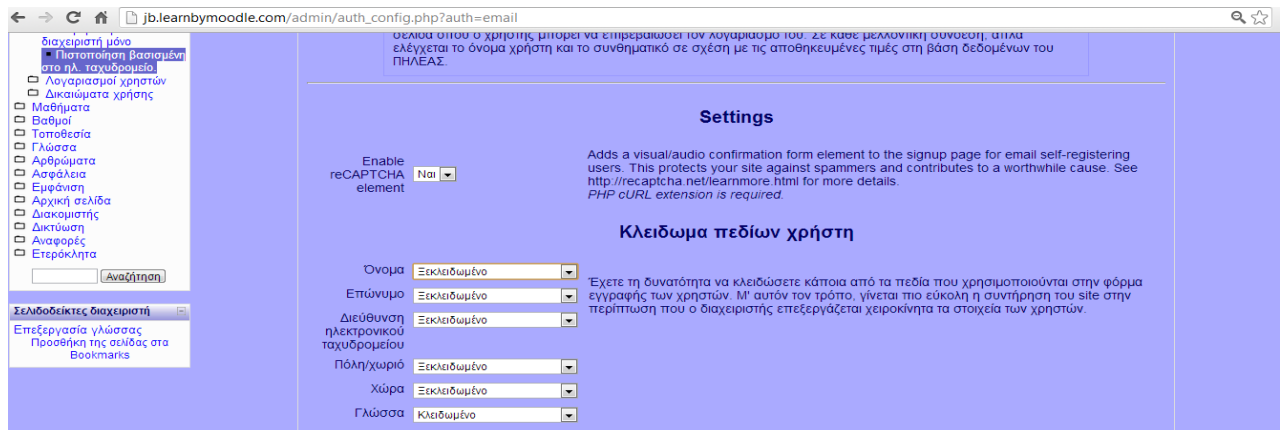 jb.learnbymoodle.com/admin/auth_config.php?auth=email
διαχειριστή μόνο
Πιστοποίηση βασισμένη
στο ηλ. ταχυδρομείο.
Λογαριασμοί χρηστών
Δικαιώματα χρήσης
Μαθήματα
Βαθμοί
Τοποθεσία
Γλώσσα
Αρθρώματα
Ασφάλεια
Εμφάνιση
Αρχική σελίδα
Διακομιστής
Δικτύωση
Αναφορές
Ετερόκλητα
Αναζήτηση
Σελιδοδείκτες διαχειριστή
Επεξεργασία γλώσσας
Προσθήκη της σελίδας στα
Bookmarks
σελίδα όπου ο χρήστης μπορεί να επιβεβαιώσει τον λογαριασμό του. Σε κάθε μελλοντική σύνδεση, απλά
ελέγχεται το όνομα χρήστη και το συνθηματικό σε σχέση με τις αποθηκευμένες τιμές στη βάση δεδομένων του
ΠΗΛΕΑΣ.
Settings
Enable
reCAPTCHA
element
Ναι
Adds a visual/audio confirmation form element to the signup page for email self-registering
users. This protects your site against spammers and contributes to a worthwhile cause. See
http://recaptcha.net/learnmore.html for more details.
PHP cURL extension is required.
Κλειδωμα πεδίων χρήστη
Όνομα Ξεκλειδωμένο
Επώνυμο Ξεκλειδωμένο
Διεύθυνση
ηλεκτρονικού
ταχυδρομείου
Ξεκλειδωμένο
Πόλη/χωριό Ξεκλειδωμένο
Χώρα Ξεκλειδωμένο
Γλώσσα Κλειδωμένο
Έχετε τη δυνατότητα να κλειδώσετε κάποια από τα πεδία που χρησιμοποιούνται στην φόρμα
εγγραφής των χρηστών. Μ' αυτόν τον τρόπο, γίνεται πιο εύκολη η συντήρηση του site στην
περίπτωση που ο διαχειριστής επεξεργάζεται χειροκίνητα τα στοιχεία των χρηστών.